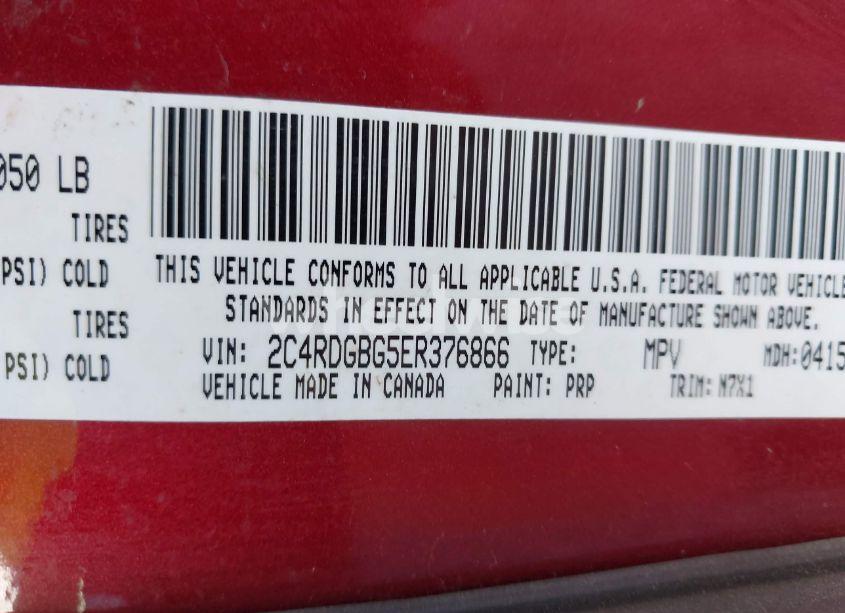 050 LB
TIRES
PSI) COLD
THIS VEHICLE CONFORMS TO ALL APPLICABLE U.S.A. FEDERAL MOTOR VEHICLE
STANDARDS IN EFFECT ON THE DATE OF MANUFACTURE SHOWN ABOVE.
TIRES
VIN: 2C4RDGBG5ER376866 TYPE: MPV MDH:0415
PSI) COLD
VEHICLE MADE IN CANADA PAINT: PRP TRIM: N7X1